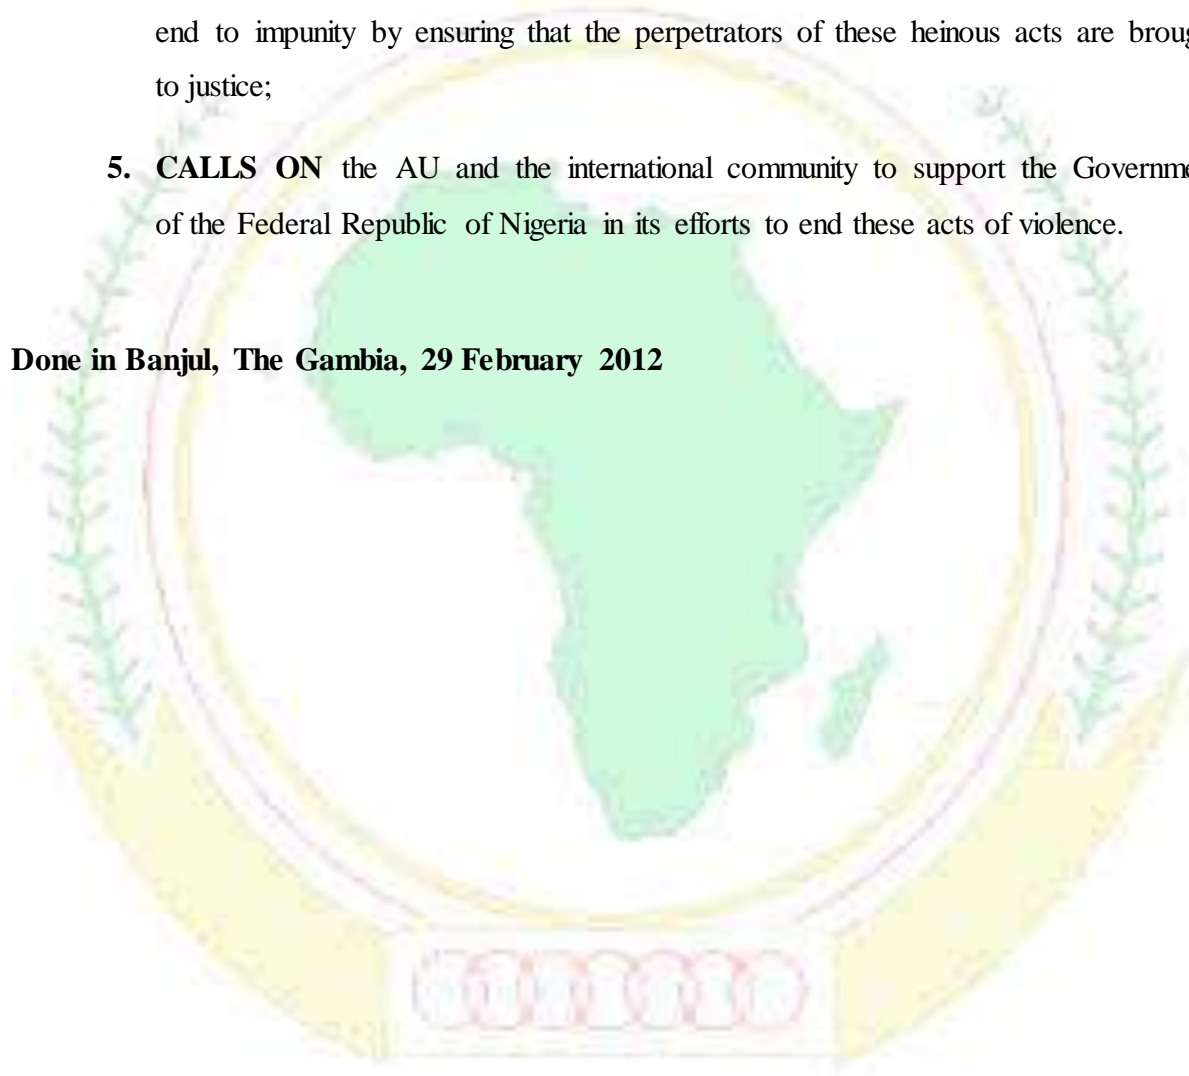 end to impunity by ensuring that the perpetrators of these heinous acts are
to justice;
5. CALLS ON the AU and the international community to support the
of the Federal Republic of Nigeria in its efforts to end these acts of violence.
Done in Banjul, The Gambia, 29 February 2012